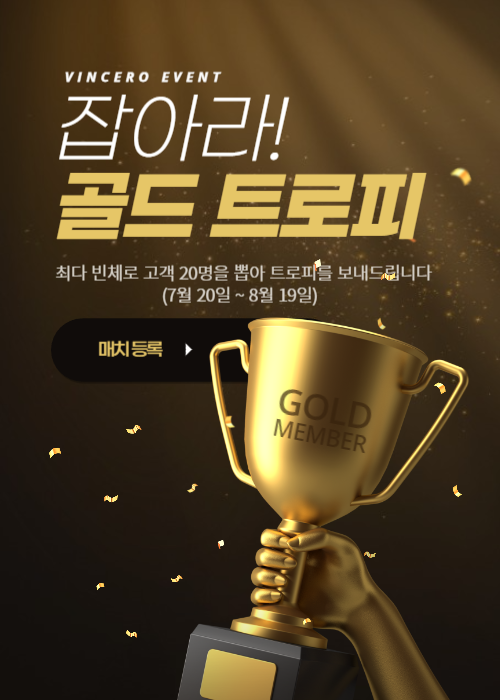 VINCERO EVENT
잡아라!
골드 트로피
최다 빈체로 고객 20명을 뽑아 트로피를 보내드립니다
(7월 20일 ~ 8월 19일)
매치 등록
GOLD
MEMBER